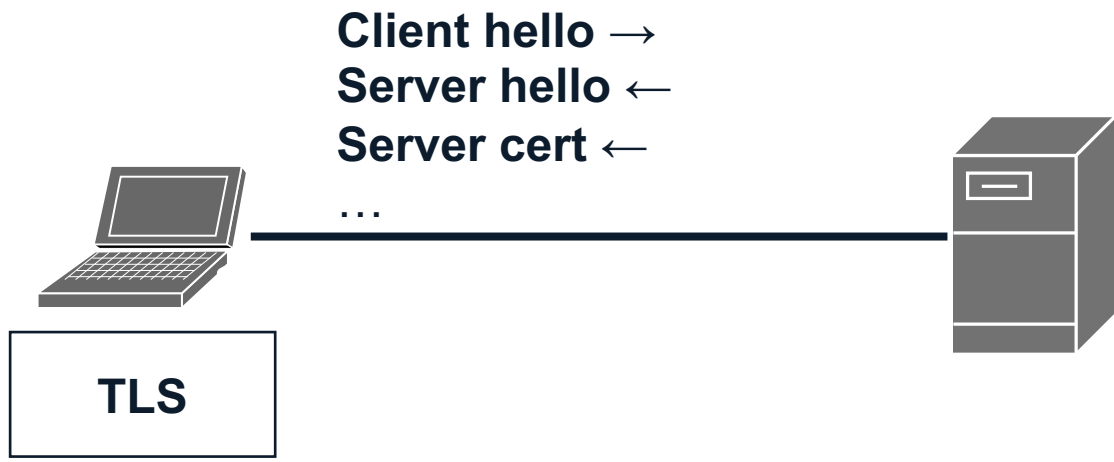 Client hello →
Server hello ←
Server cert ←
…
TLS